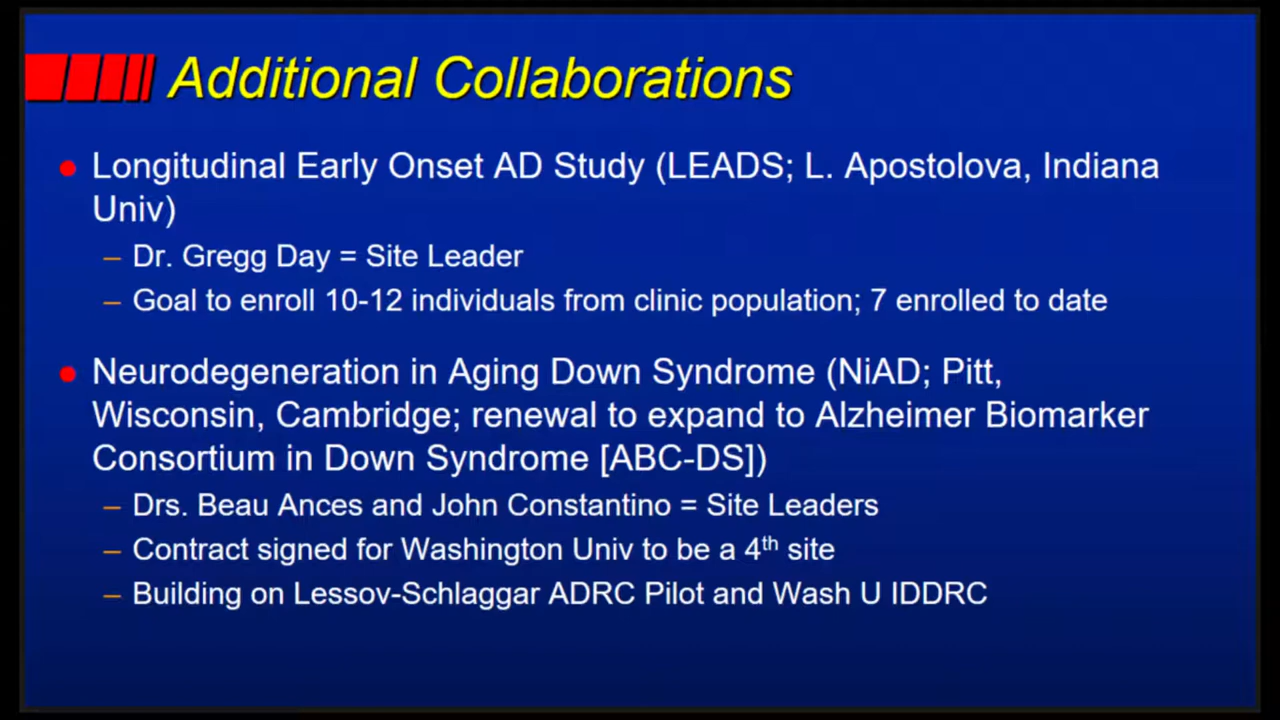 Additional Collaborations
● Longitudinal Early Onset AD Study (LEADS; L. Apostolova, Indiana
Univ)
– Dr. Gregg Day = Site Leader
– Goal to enroll 10-12 individuals from clinic population; 7 enrolled to date
● Neurodegeneration in Aging Down Syndrome (NiAD; Pitt,
Wisconsin, Cambridge; renewal to expand to Alzheimer Biomarker
Consortium in Down Syndrome [ABC-DS])
– Drs. Beau Ances and John Constantino = Site Leaders
– Contract signed for Washington Univ to be a 4th site
– Building on Lessov-Schlaggar ADRC Pilot and Wash U IDDRC